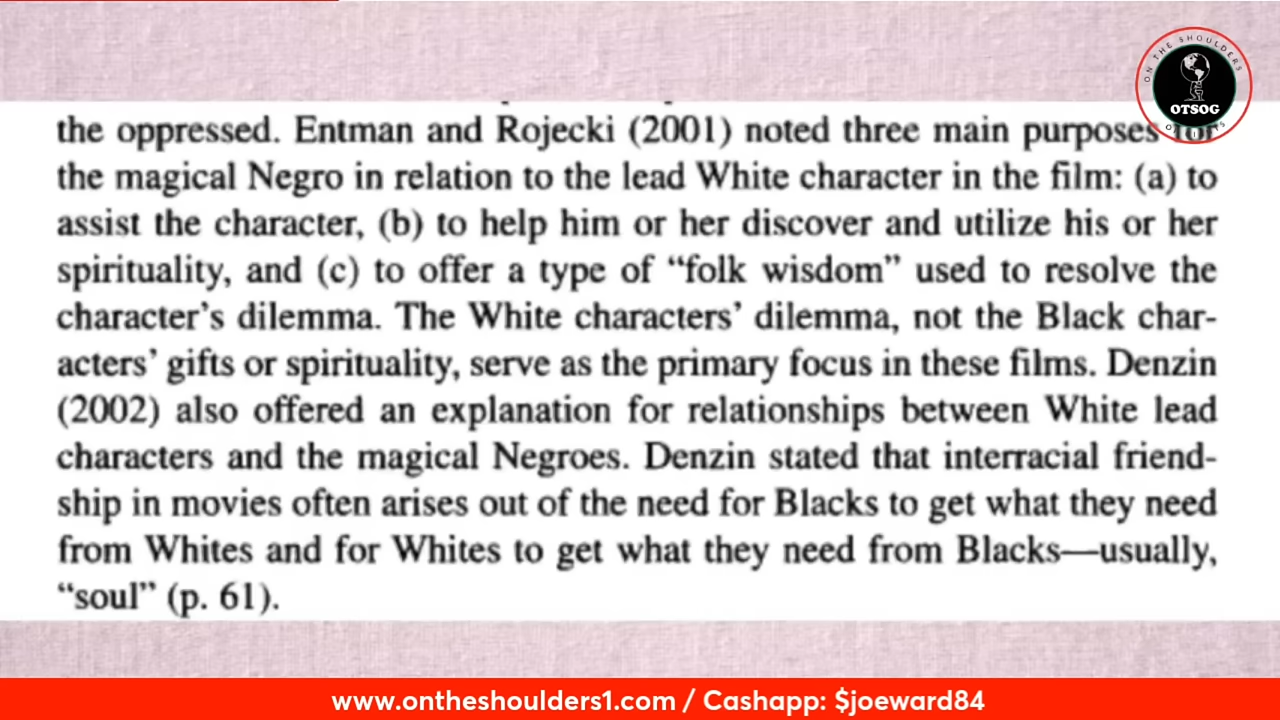 ON THE SHOULDERS
OTSOG
the oppressed. Entman and Rojecki (2001) noted three main purposes for
the magical Negro in relation to the lead White character in the film: (a) to
assist the character, (b) to help him or her discover and utilize his or her
spirituality, and (c) to offer a type of “folk wisdom” used to resolve the
character’s dilemma. The White characters’ dilemma, not the Black char-
acters’ gifts or spirituality, serve as the primary focus in these films. Denzin
(2002) also offered an explanation for relationships between White lead
characters and the magical Negroes. Denzin stated that interracial friend-
ship in movies often arises out of the need for Blacks to get what they need
from Whites and for Whites to get what they need from Blacks—usually,
“soul” (p. 61).
www.ontheshoulders1.com / Cashapp: $joeward84